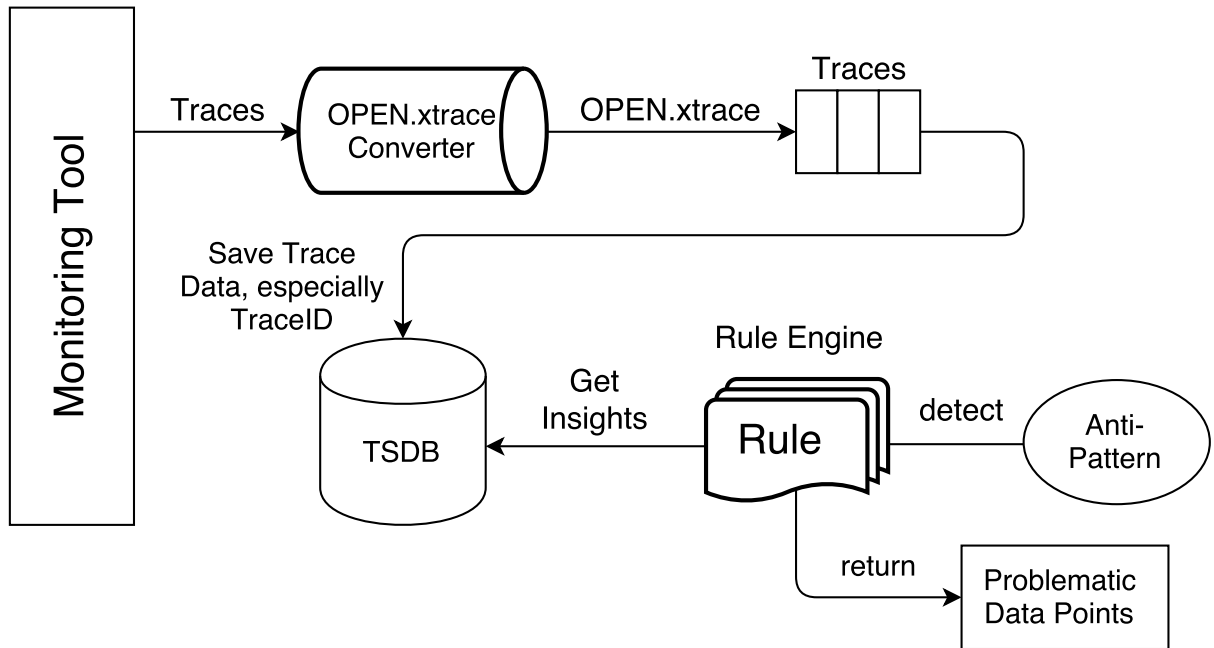 Monitoring Tool
Traces
OPEN.xtrace
Converter
OPEN.xtrace
Traces
Save Trace
Data, especially
TraceID
TSDB
Get
Insights
Rule Engine
Rule
detect
Anti-
Pattern
return
Problematic
Data Points